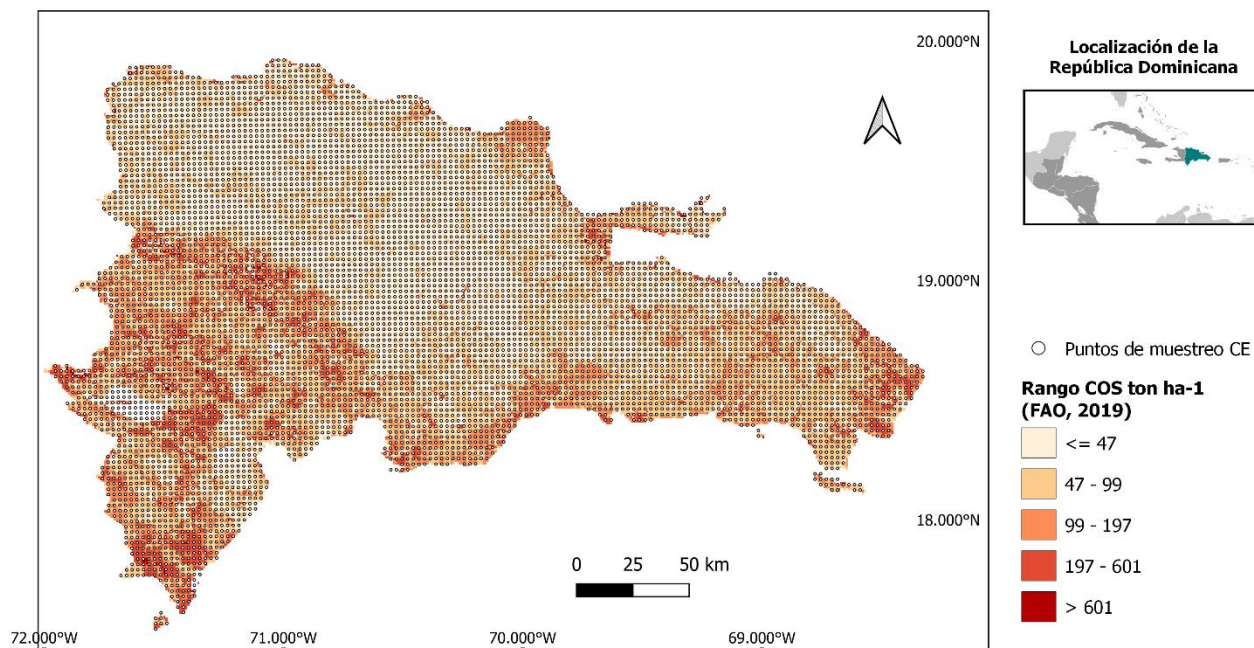 20.000°N
19.000°N
18.000°N
0 25 50 km
72.000°W 71.000°W 70.000°W 69.000°W
Localización de la
República Dominicana
Puntos de muestreo CE
Rango COS ton ha-1
(FAO, 2019)
<= 47
47 - 99
99 - 197
197 - 601
> 601